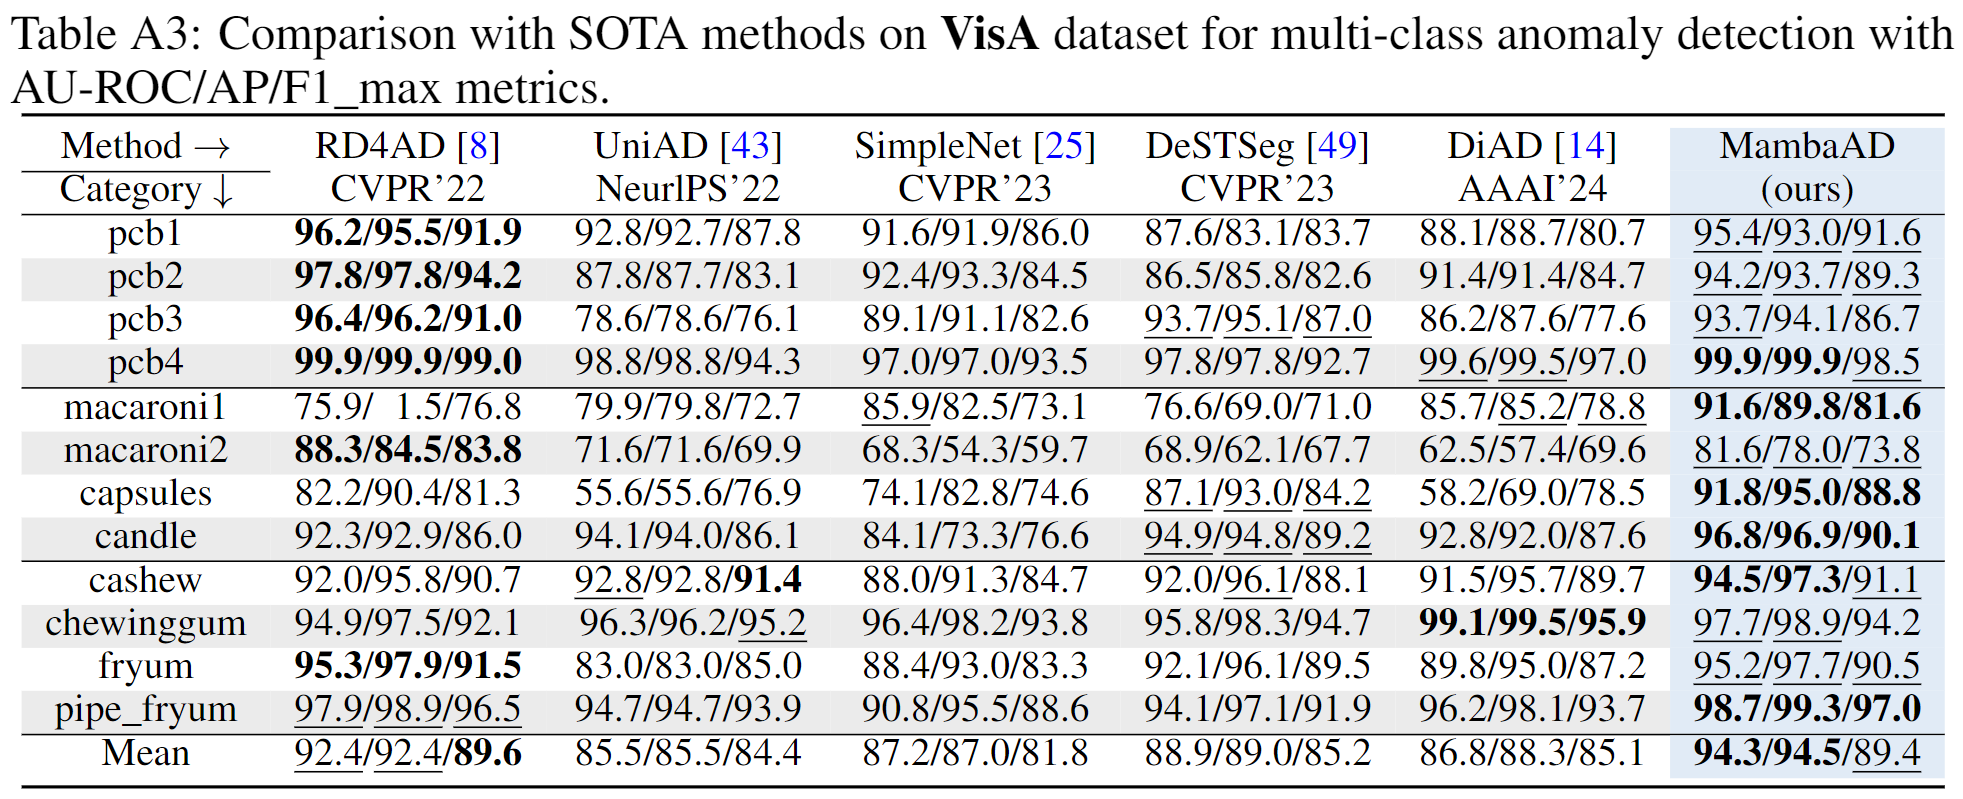 Table A3: Comparison with SOTA methods on VisA dataset for multi-class anomaly detection with
AU-ROC/AP/F1_max metrics.
Method → RD4AD [8] UniAD [43] SimpleNet [25] DeSTSeg [49] DiAD [14] MambaAD
Category ↓ CVPR'22 NeurlPS'22 CVPR'23 CVPR'23 AAAI'24 (ours)
pcb1 96.2/95.5/91.9 92.8/92.7/87.8 91.6/91.9/86.0 87.6/83.1/83.7 88.1/88.7/80.7 95.4/93.0/91.6
pcb2 97.8/97.8/94.2 87.8/87.7/83.1 92.4/93.3/84.5 86.5/85.8/82.6 91.4/91.4/84.7 94.2/93.7/89.3
pcb3 96.4/96.2/91.0 78.6/78.6/76.1 89.1/91.1/82.6 93.7/95.1/87.0 86.2/87.6/77.6 93.7/94.1/86.7
pcb4 99.9/99.9/99.0 98.8/98.8/94.3 97.0/97.0/93.5 97.8/97.8/92.7 99.6/99.5/97.0 99.9/99.9/98.5
macaroni1 75.9/ 1.5/76.8 79.9/79.8/72.7 85.9/82.5/73.1 76.6/69.0/71.0 85.7/85.2/78.8 91.6/89.8/81.6
macaroni2 88.3/84.5/83.8 71.6/71.6/69.9 68.3/54.3/59.7 68.9/62.1/67.7 62.5/57.4/69.6 81.6/78.0/73.8
capsules 82.2/90.4/81.3 55.6/55.6/76.9 74.1/82.8/74.6 87.1/93.0/84.2 58.2/69.0/78.5 91.8/95.0/88.8
candle 92.3/92.9/86.0 94.1/94.0/86.1 84.1/73.3/76.6 94.9/94.8/89.2 92.8/92.0/87.6 96.8/96.9/90.1
cashew 92.0/95.8/90.7 92.8/92.8/91.4 88.0/91.3/84.7 92.0/96.1/88.1 91.5/95.7/89.7 94.5/97.3/91.1
chewinggum 94.9/97.5/92.1 96.3/96.2/95.2 96.4/98.2/93.8 95.8/98.3/94.7 99.1/99.5/95.9 97.7/98.9/94.2
fryum 95.3/97.9/91.5 83.0/83.0/85.0 88.4/93.0/83.3 92.1/96.1/89.5 89.8/95.0/87.2 95.2/97.7/90.5
pipe_fryum 97.9/98.9/96.5 94.7/94.7/93.9 90.8/95.5/88.6 94.1/97.1/91.9 96.2/98.1/93.7 98.7/99.3/97.0
Mean 92.4/92.4/89.6 85.5/85.5/84.4 87.2/87.0/81.8 88.9/89.0/85.2 86.8/88.3/85.1 94.3/94.5/89.4